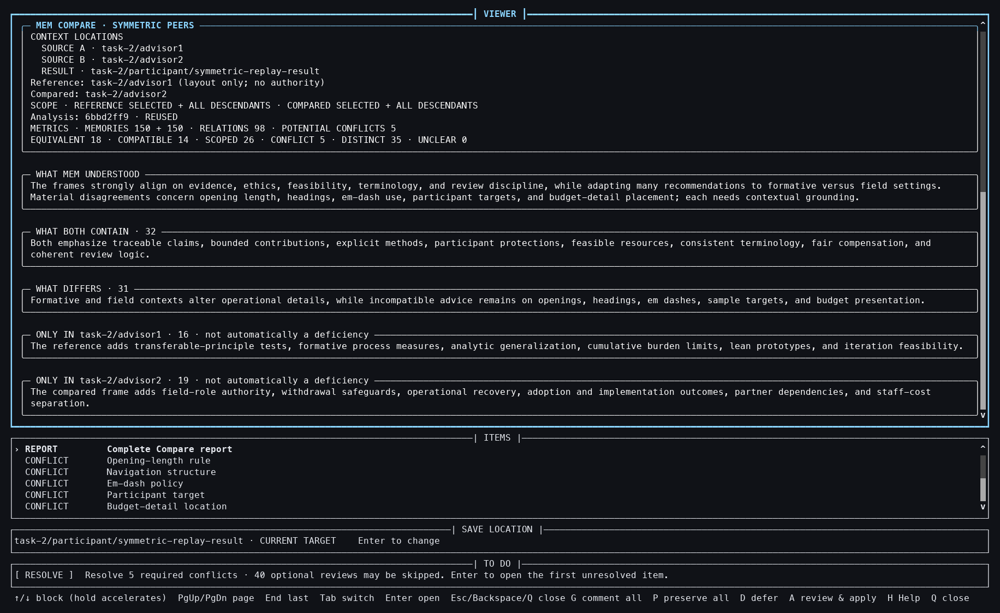 VIEWER
MEM COMPARE · SYMMETRIC PEERS
CONTEXT LOCATIONS
SOURCE A · task-2/advisor1
SOURCE B · task-2/advisor2
RESULT · task-2/participant/symmetric-replay-result
Reference: task-2/advisor1 (layout only; no authority)
Compared: task-2/advisor2
SCOPE · REFERENCE SELECTED + ALL DESCENDANTS · COMPARED SELECTED + ALL DESCENDANTS
Analysis: 6bbd2ff9 · REUSED
METRICS · MEMORIES 150 + 150 · RELATIONS 98 · POTENTIAL CONFLICTS 5
EQUIVALENT 18 · COMPATIBLE 14 · SCOPED 26 · CONFLICT 5 · DISTINCT 35 · UNCLEAR 0
WHAT MEM UNDERSTOOD
The frames strongly align on evidence, ethics, feasibility, terminology, and review discipline, while adapting many recommendations to formative versus field settings.
Material disagreements concern opening length, headings, em-dash use, participant targets, and budget-detail placement; each needs contextual grounding.
WHAT BOTH CONTAIN · 32
Both emphasize traceable claims, bounded contributions, explicit methods, participant protections, feasible resources, consistent terminology, fair compensation, and
coherent review logic.
WHAT DIFFERS · 31
Formative and field contexts alter operational details, while incompatible advice remains on openings, headings, em dashes, sample targets, and budget presentation.
ONLY IN task-2/advisor1 · 16 · not automatically a deficiency
The reference adds transferable-principle tests, formative process measures, analytic generalization, cumulative burden limits, lean prototypes, and iteration feasibility.
ONLY IN task-2/advisor2 · 19 · not automatically a deficiency
The compared frame adds field-role authority, withdrawal safeguards, operational recovery, adoption and implementation outcomes, partner dependencies, and staff-cost
separation.
ITEMS
› REPORT Complete Compare report
CONFLICT Opening-length rule
CONFLICT Navigation structure
CONFLICT Em-dash policy
CONFLICT Participant target
CONFLICT Budget-detail location
SAVE LOCATION
task-2/participant/symmetric-replay-result · CURRENT TARGET Enter to change
TO DO
[ RESOLVE ] Resolve 5 required conflicts · 40 optional reviews may be skipped. Enter to open the first unresolved item.
↑/↓ block (hold accelerates) PgUp/PgDn page End last Tab switch Enter open Esc/Backspace/Q close G comment all P preserve all D defer A review & apply H Help Q close